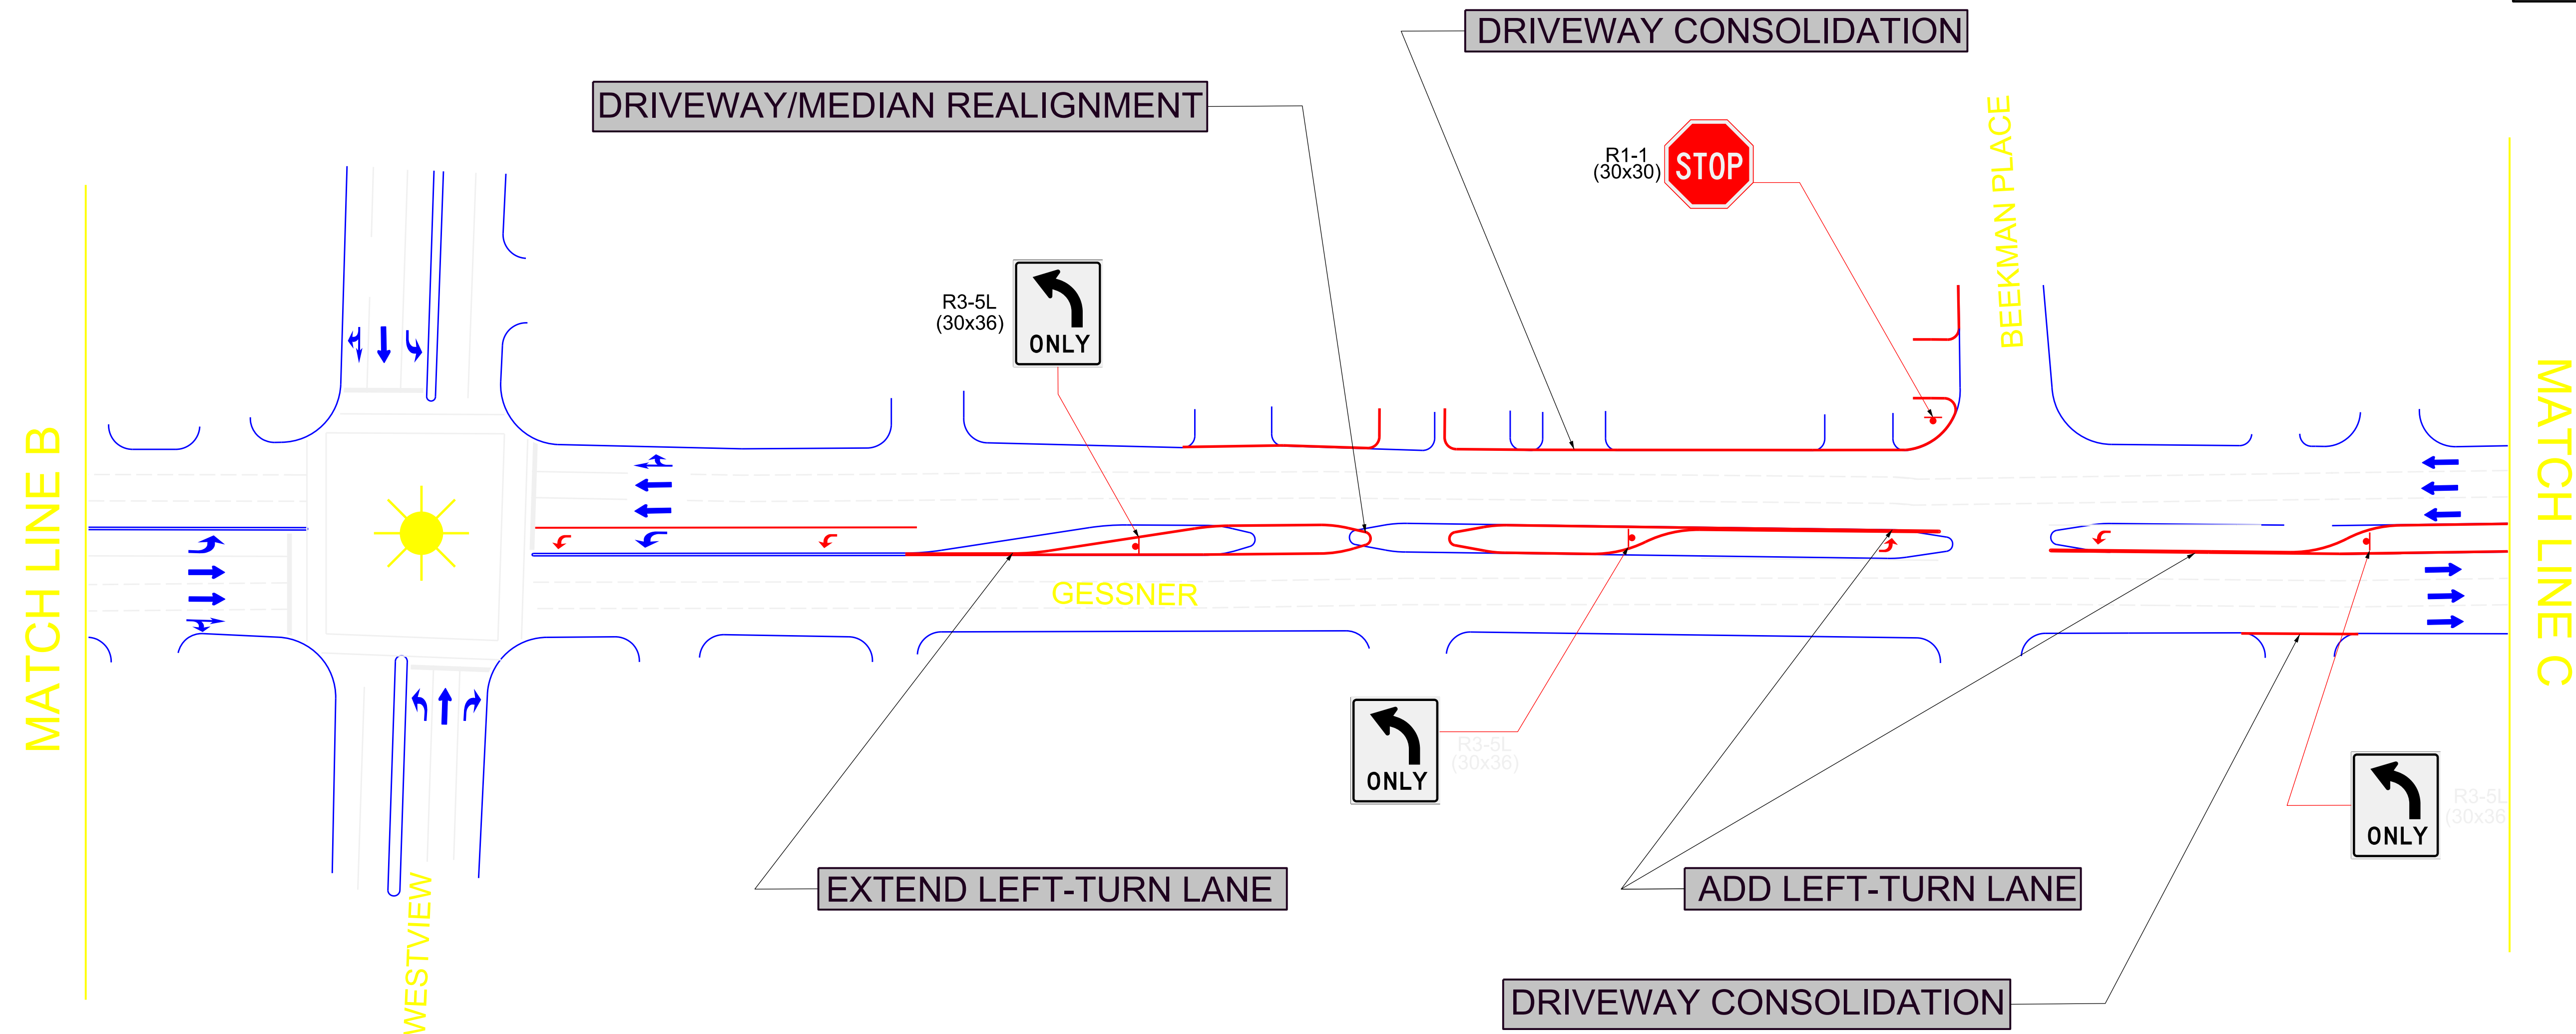 DRIVEWAY CONSOLIDATION
DRIVEWAY/MEDIAN REALIGNMENT
R1-1
(30x30)
STOP
BEEKMAN PLACE
R3-5L
(30x36)
ONLY
MATCH LINE B
MATCH LINE C
GESSNER
ONLY
R3-5L
(30x36)
ONLY
R3-5L
(30x36
EXTEND LEFT-TURN LANE
ADD LEFT-TURN LANE
WESTVIEW
DRIVEWAY CONSOLIDATION